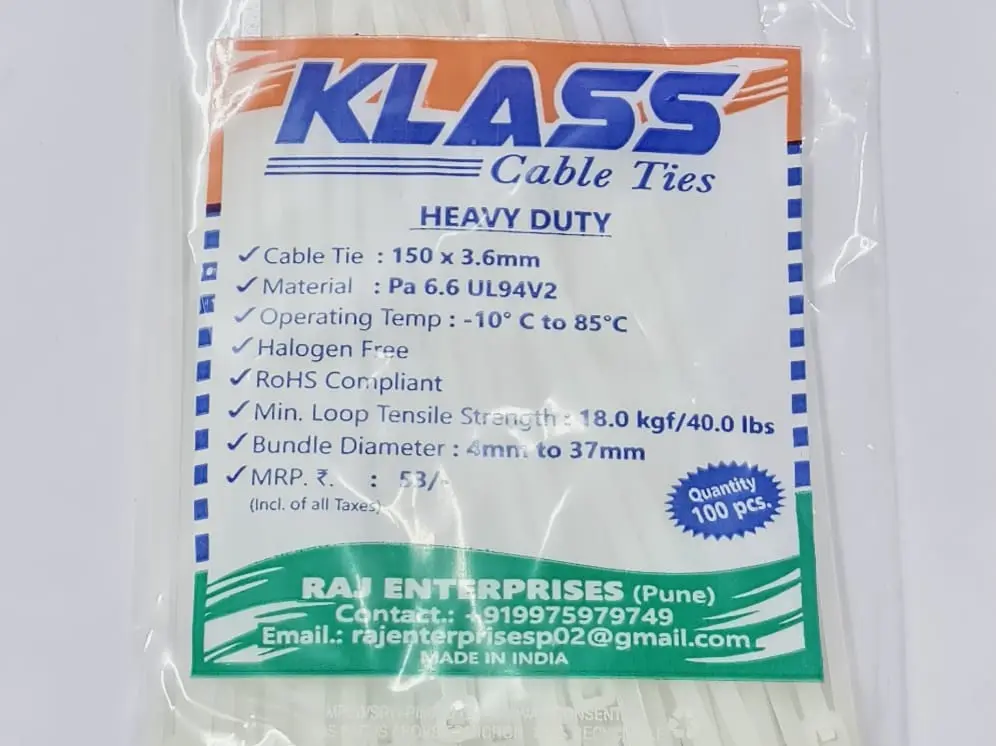 KLASS
Cable Ties
HEAVY DUTY
✓ Cable Tie : 150 x 3.6mm
✓ Material : Pa 6.6 UL94V2
✓ Operating Temp : -10° C to 85°C
✓ Halogen Free
✓ RoHS Compliant
✓ Min. Loop Tensile Strength : 18.0 kgf/40.0 lbs
✓ Bundle Diameter : 4mm to 37mm
✓ MRP. ₹. : 53/-
(Incl. of all Taxes)
Quantity
100 pcs.
RAJ ENTERPRISES (Pune)
Contact.: +919975979749
Email.: rajenterprisesp02@gmail.com
MADE IN INDIA